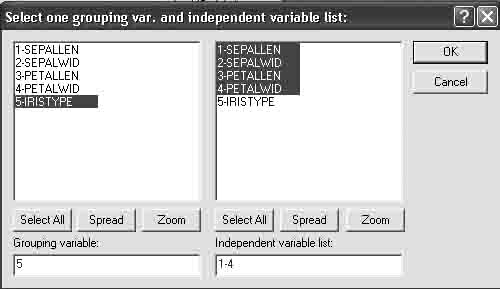 Select one grouping var. and independent variable list:
1-SEPALLEN
2-SEPALWID
3-PETALLEN
4-PETALWID
5-IRISTYPE
1-SEPALLEN
2-SEPALWID
3-PETALLEN
4-PETALWID
5-IRISTYPE
OK
Cancel
Select All Spread Zoom
Select All Spread Zoom
Grouping variable:
5
Independent variable list:
1-4